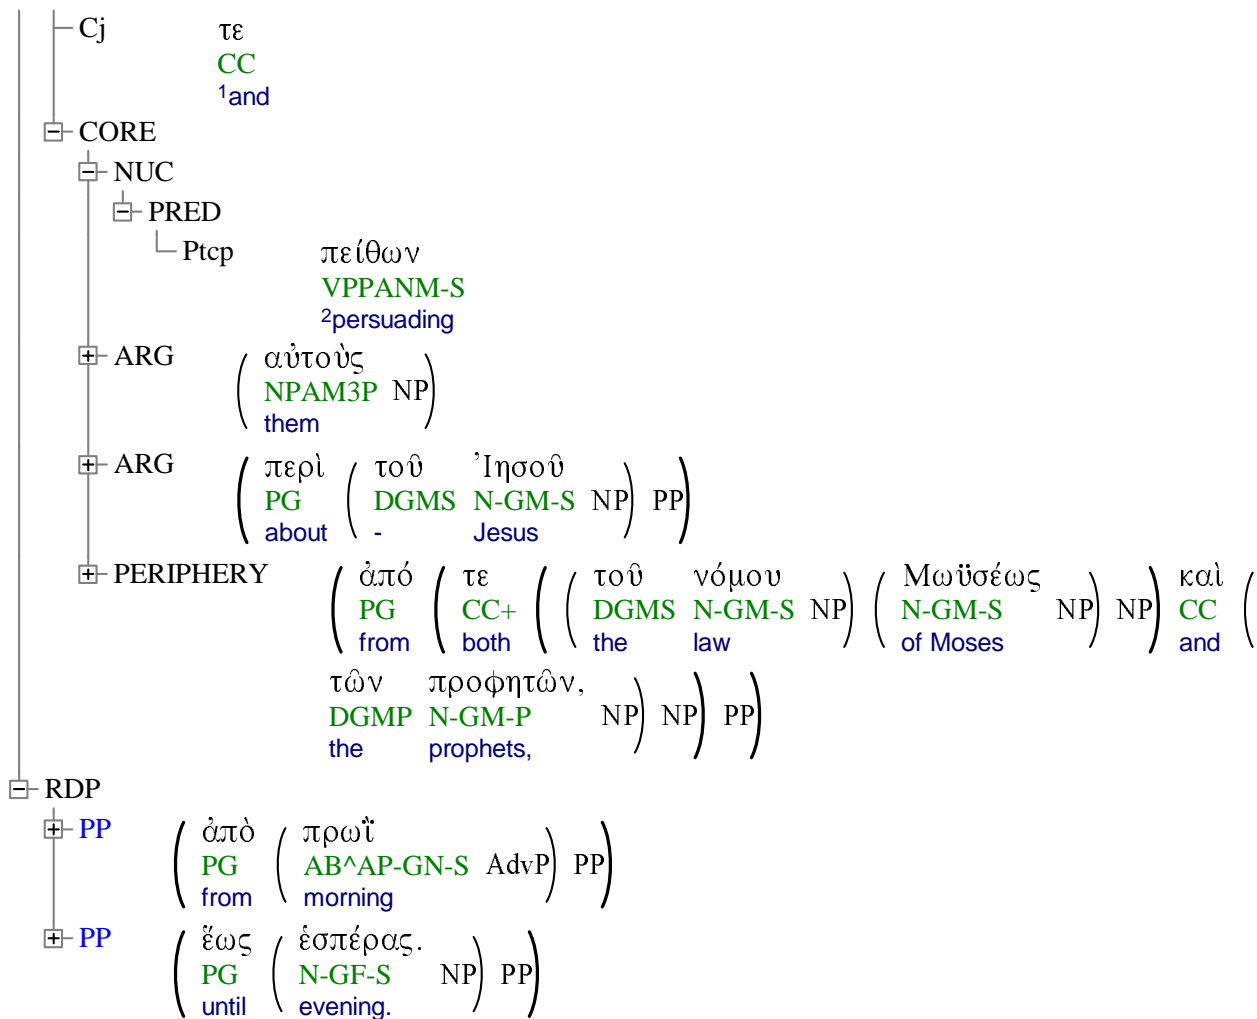 Cj τε
CC
1and
CORE
NUC
PRED
Ptcp πείθων
VPPANM-S
2persuading
ARG ( αὐτοὺς
NPAM3P NP)
them
ARG ( περὶ ( τοῦ Ἰησοῦ
PG DGMS N-GM-S NP) PP)
about - Jesus
PERIPHERY ( ἀπό ( τε ( ( τοῦ νόμου ( Μωϋσέως καὶ (
PG CC+ DGMS N-GM-S NP) N-GM-S NP) NP) CC
from both the law of Moses and
τῶν προφητῶν,
DGMP N-GM-P NP) NP) PP)
the prophets,
RDP
PP ( ἀπὸ ( πρωῒ
PG AB^AP-GN-S AdvP) PP)
from morning
PP ( ἕως ( ἑσπέρας.
PG N-GF-S NP) PP)
until evening.